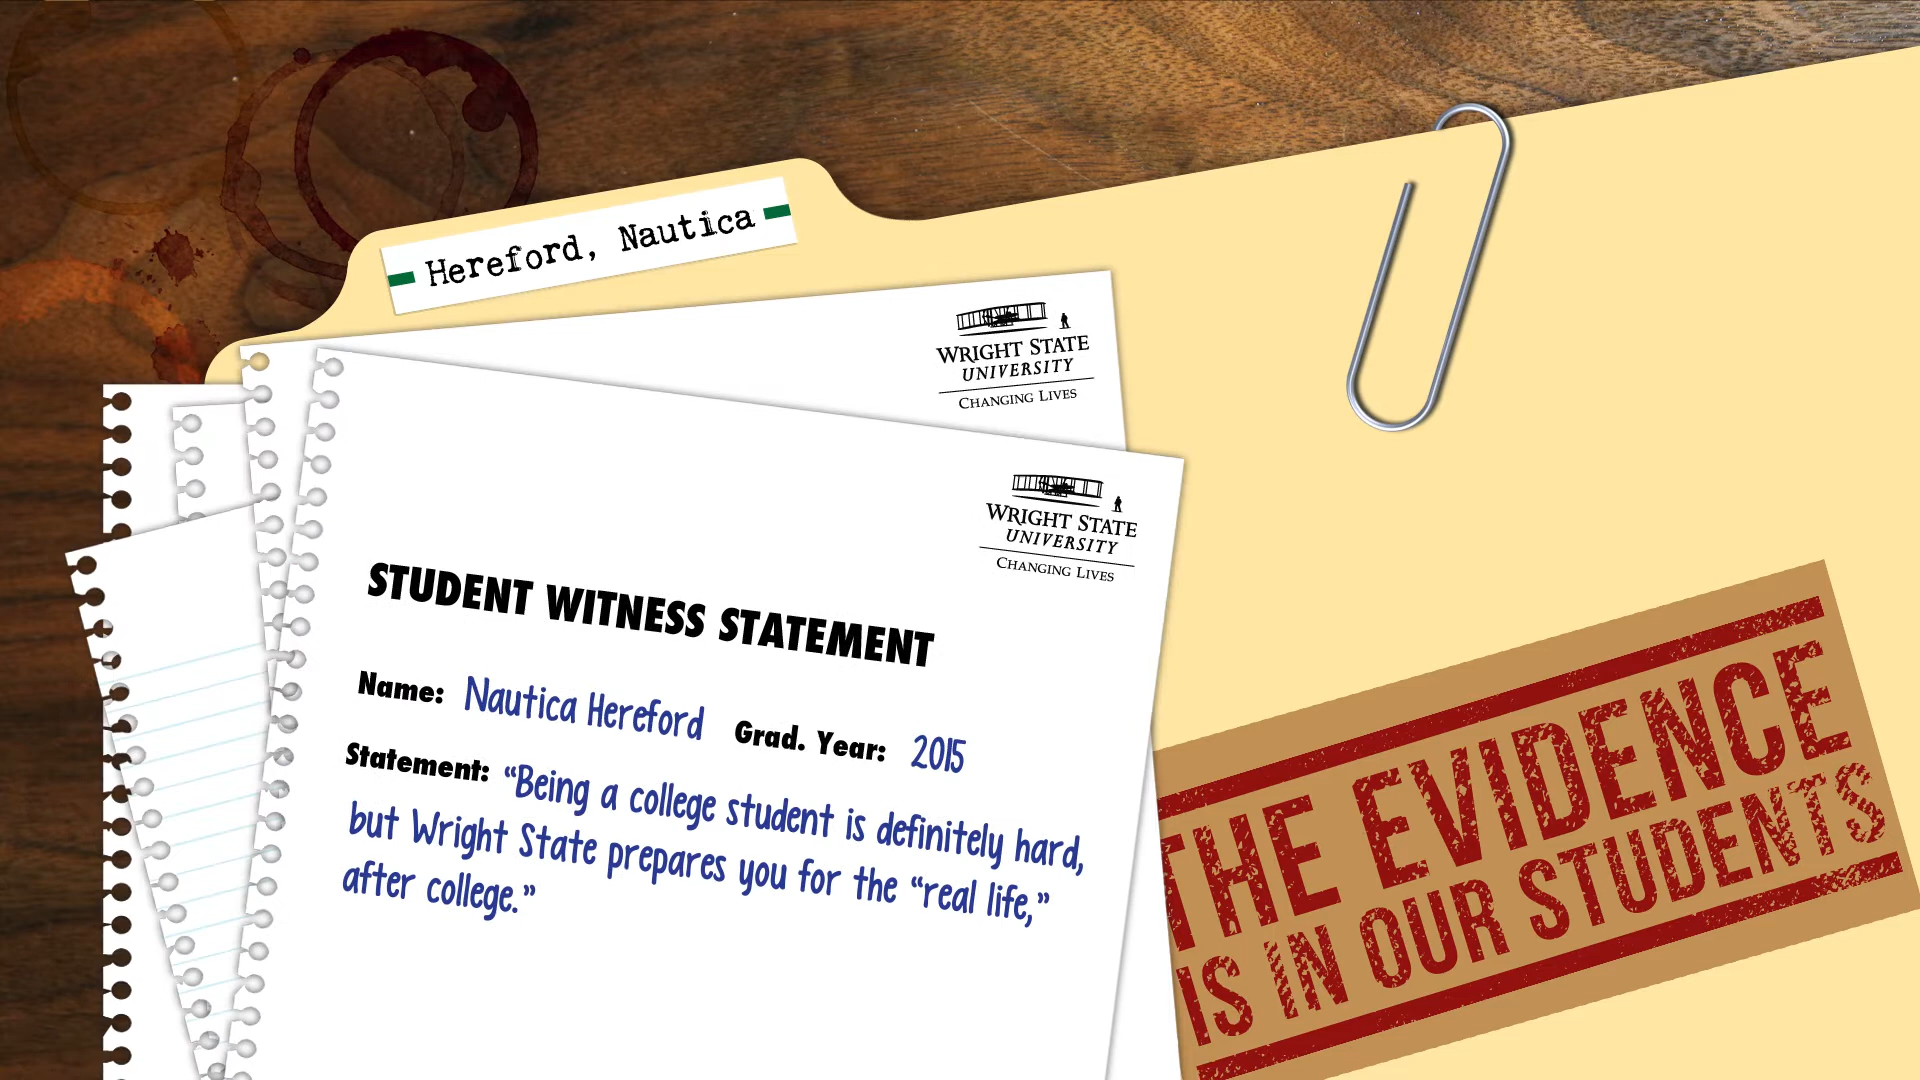 Hereford, Nautica
WRIGHT STATE
UNIVERSITY
CHANGING LIVES
WRIGHT STATE
UNIVERSITY
CHANGING LIVES
STUDENT WITNESS STATEMENT
Name: Nautica Hereford Grad. Year: 2015
Statement: “Being a college student is definitely hard,
but Wright State prepares you for the “real life,”
after college.”
THE EVIDENCE
IS IN OUR STUDENTS